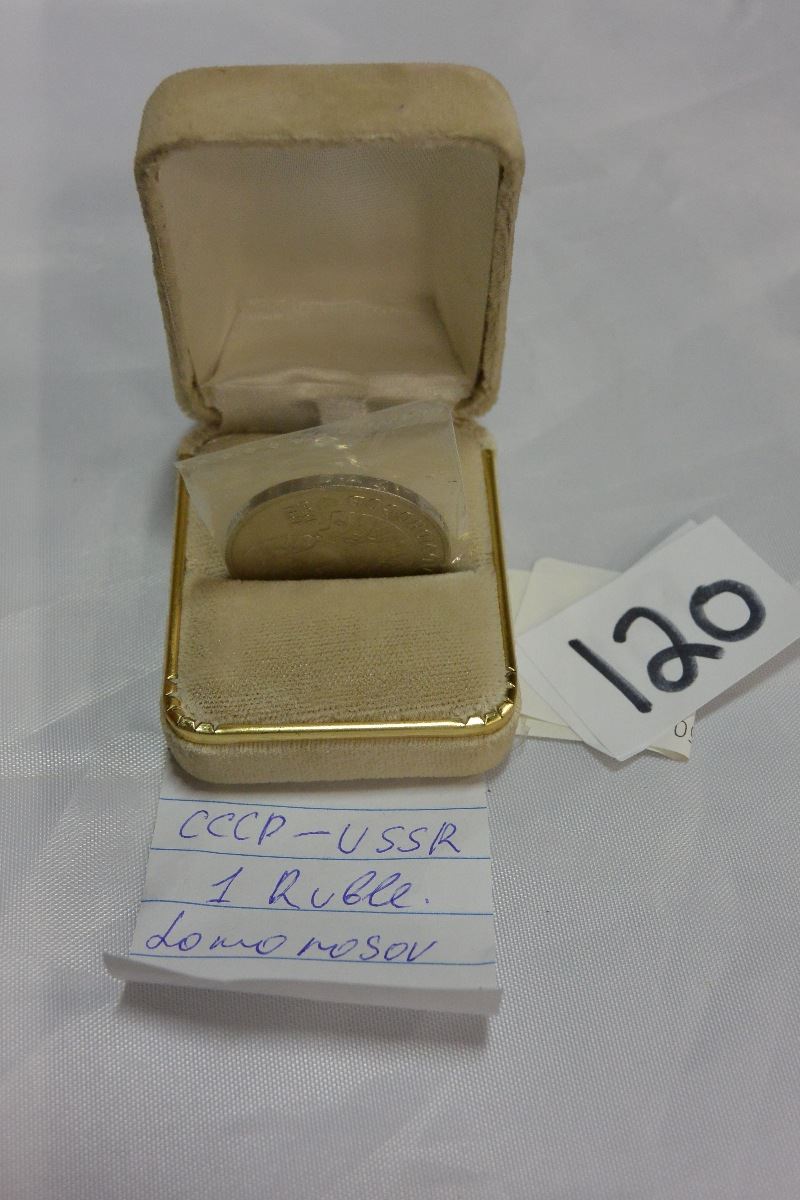 120
CCCP - USSR
1 Ruble.
Lomonosov